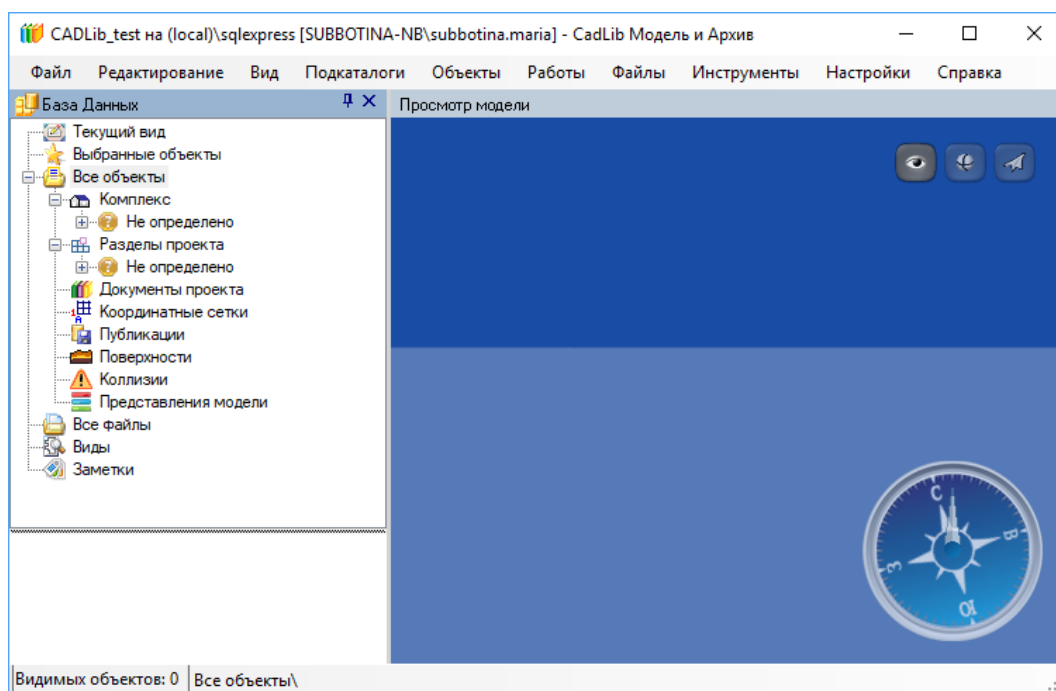 CADLib_test на (local)\sqlexpress [SUBBOTINA-NB\subbotina.maria] - CadLib Модель и Архив
Файл Редактирование Вид Подкаталоги Объекты Работы Файлы Инструменты Настройки Справка
База Данных
Просмотр модели
Текущий вид
Выбранные объекты
Все объекты
Комплекс
Не определено
Разделы проекта
Не определено
Документы проекта
Координатные сетки
Публикации
Поверхности
Коллизии
Представления модели
Все файлы
Виды
Заметки
С
В
З
Ю
Видимых объектов: 0 Все объекты\